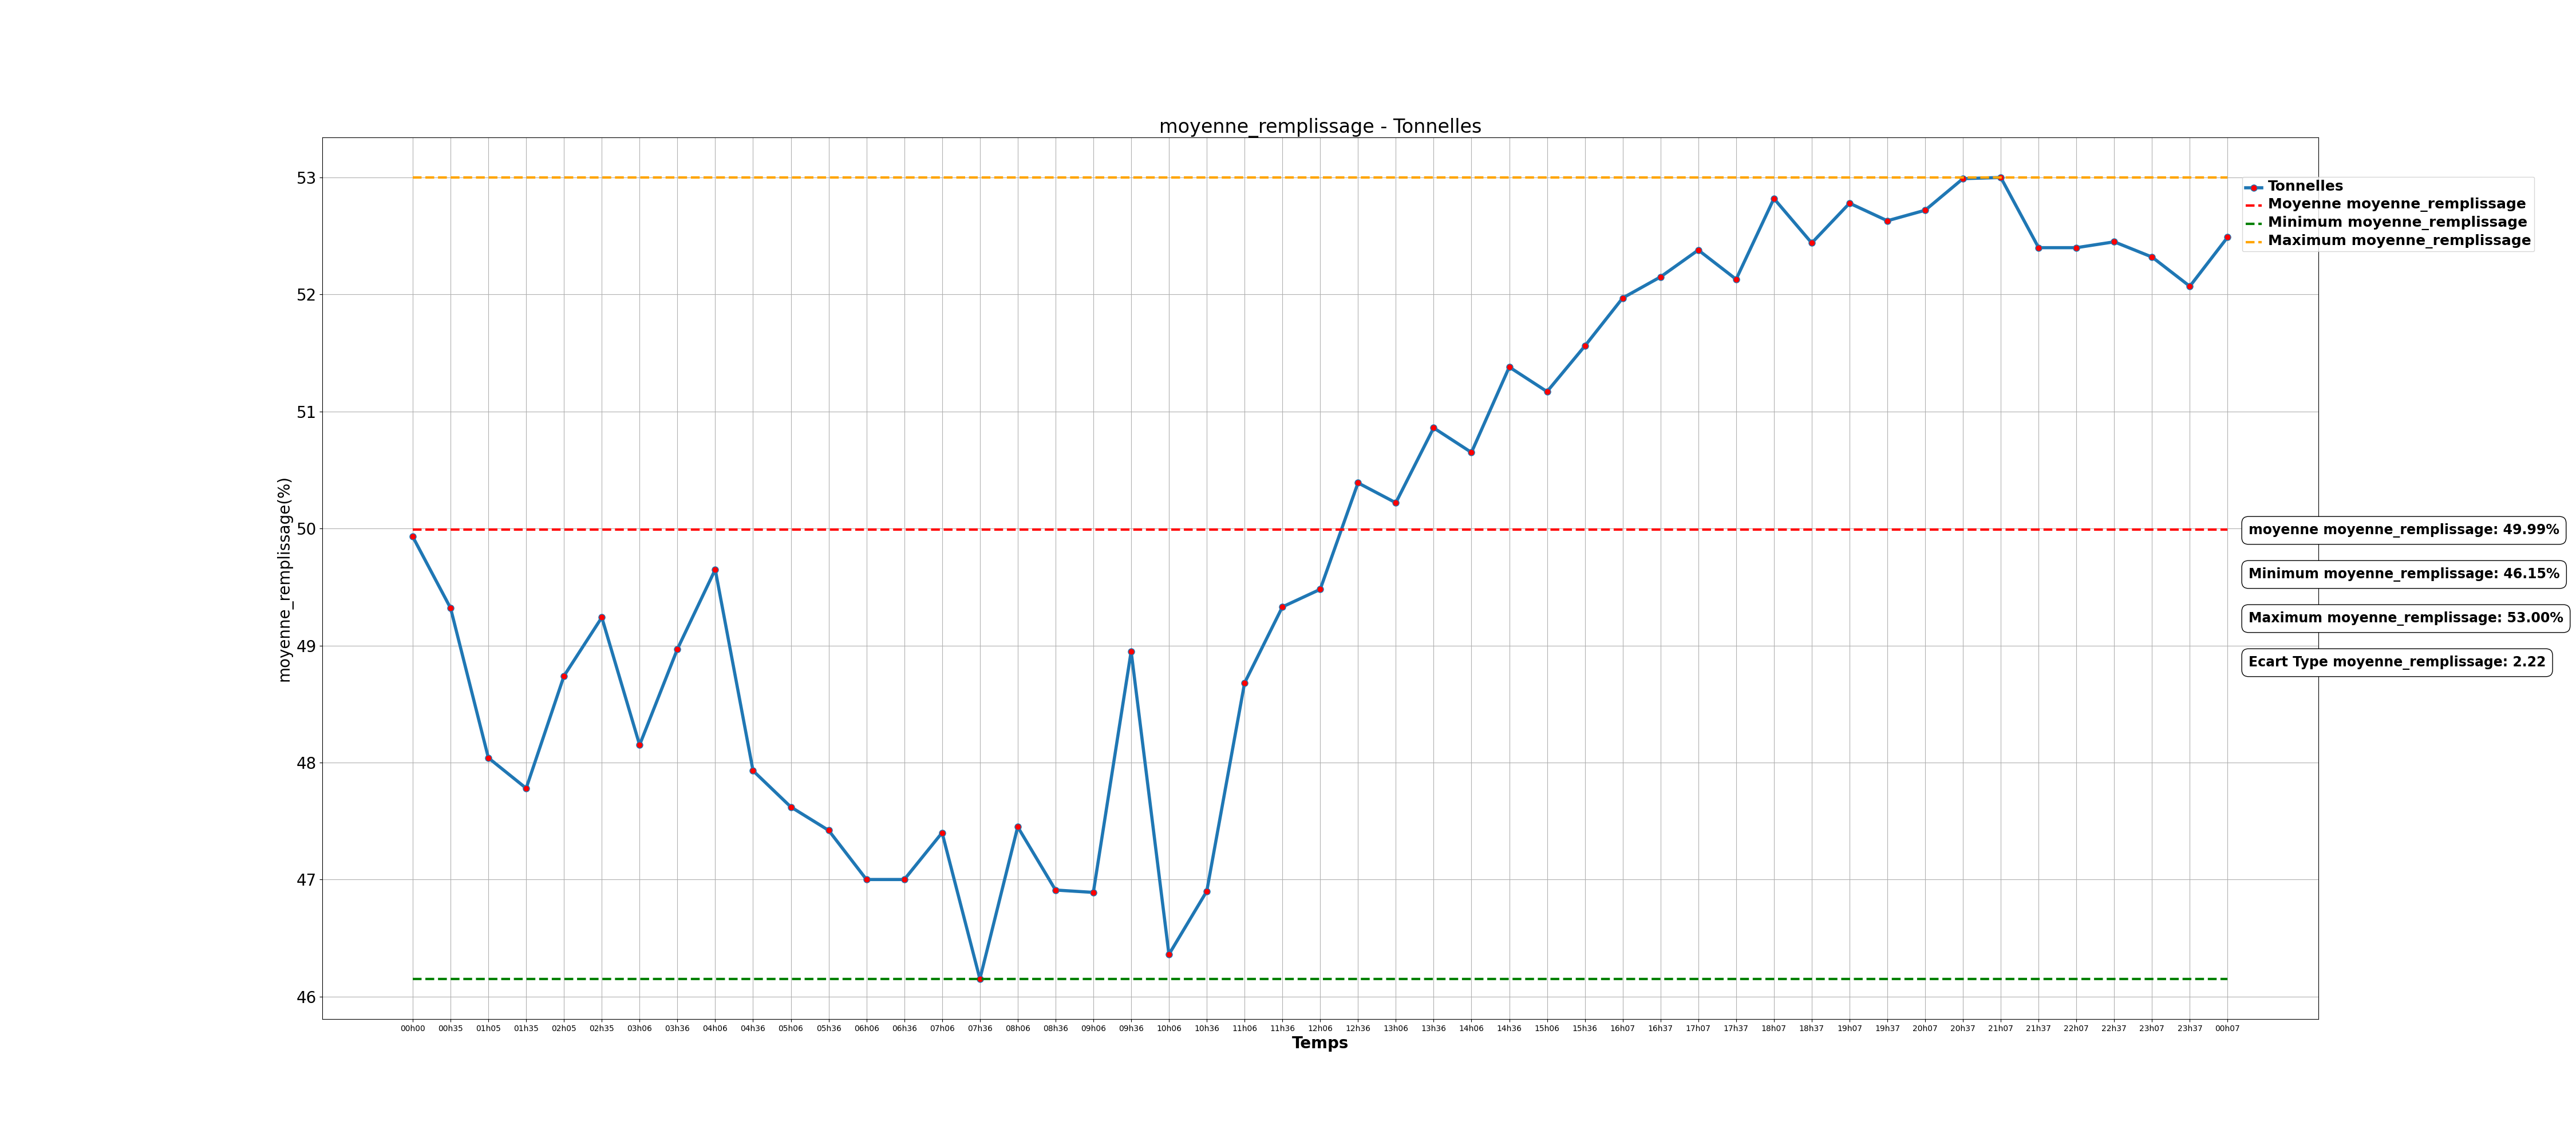 moyenne_remplissage - Tonnelles
53
52
51
50
49
48
47
46
moyenne_remplissage(%)
Tonnelles
Moyenne moyenne_remplissage
Minimum moyenne_remplissage
Maximum moyenne_remplissage
moyenne moyenne_remplissage: 49.99%
Minimum moyenne_remplissage: 46.15%
Maximum moyenne_remplissage: 53.00%
Ecart Type moyenne_remplissage: 2.22
00h00 00h35 01h05 01h35 02h05 02h35 03h06 03h36 04h06 04h36 05h06 05h36 06h06 06h36 07h06 07h36 08h06 08h36 09h06 09h36 10h06 10h36 11h06 11h36 12h06 12h36 13h06 13h36 14h06 14h36 15h06 15h36 16h07 16h37 17h07 17h37 18h07 18h37 19h07 19h37 20h07 20h37 21h07 21h37 22h07 22h37 23h07 23h37 00h07
Temps